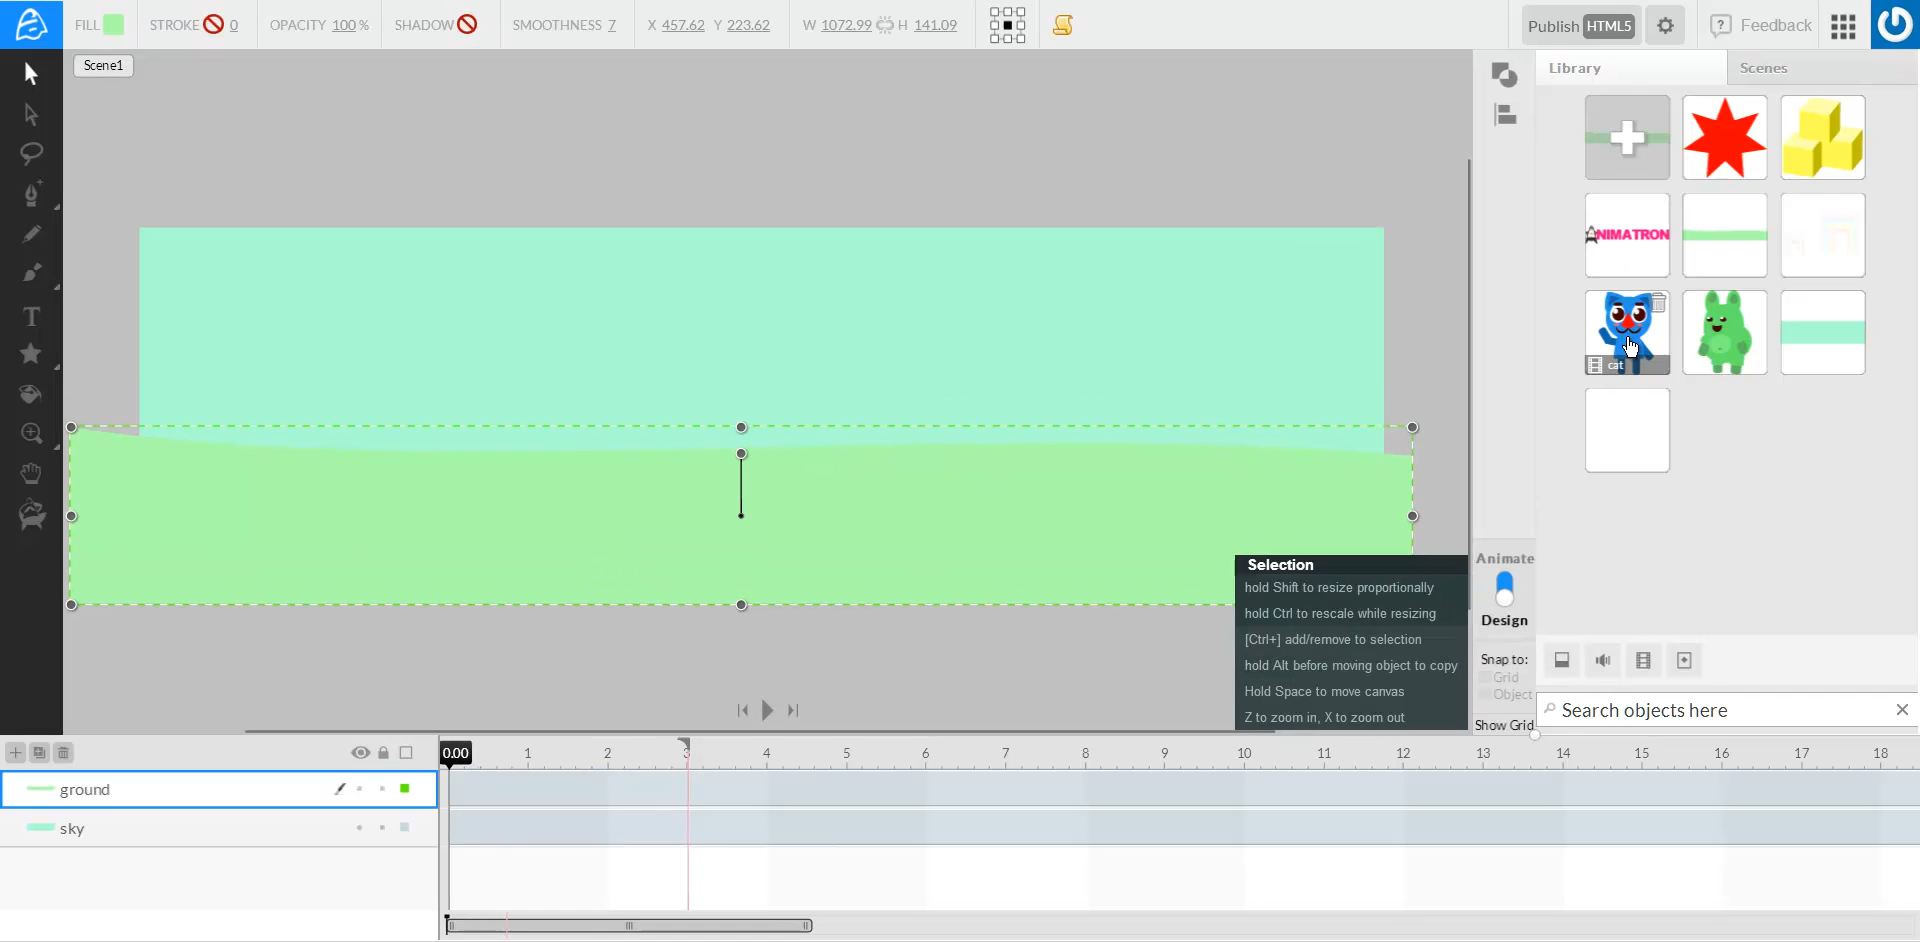 FILL STROKE 0 OPACITY 100 % SHADOW SMOOTHNESS 7 X 457.62 Y 223.62 W 1072.99 H 141.09 Publish HTML5 Feedback
Scene1
Library Scenes
ANIMATRON
cat
T
Selection
hold Shift to resize proportionally
hold Ctrl to rescale while resizing
[Ctrl+] add/remove to selection
hold Alt before moving object to copy
Hold Space to move canvas
Z to zoom in, X to zoom out
Animate
Design
Snap to:
Grid
Object
Show Grid
Search objects here
0.00 1 2 3 4 5 6 7 8 9 10 11 12 13 14 15 16 17 18
ground
sky